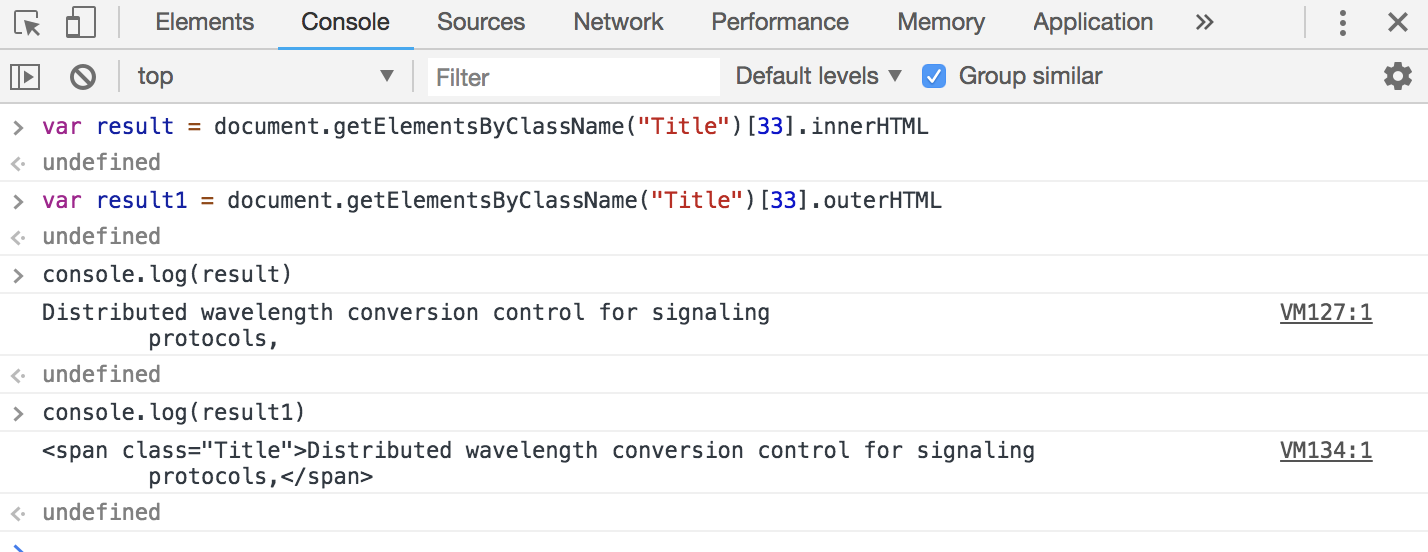 Elements Console Sources Network Performance Memory Application »
top Filter Default levels Group similar
> var result = document.getElementsByClassName("Title")[33].innerHTML
undefined
> var result1 = document.getElementsByClassName("Title")[33].outerHTML
undefined
> console.log(result)
Distributed wavelength conversion control for signaling VM127:1
protocols,
undefined
> console.log(result1)
<span class="Title">Distributed wavelength conversion control for signaling VM134:1
protocols,</span>
undefined